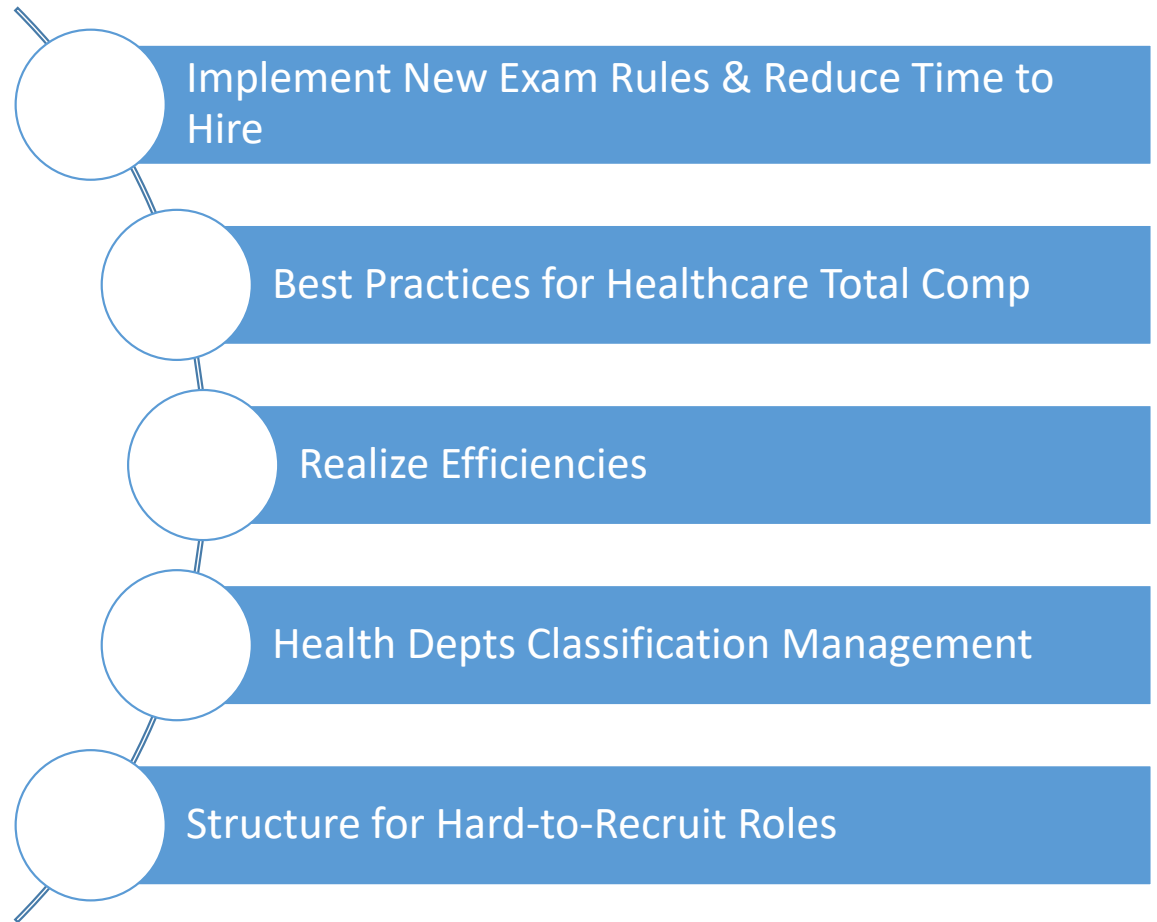 Implement New Exam Rules & Reduce Time to
Hire
Best Practices for Healthcare Total Comp
Realize Efficiencies
Health Depts Classification Management
Structure for Hard-to-Recruit Roles